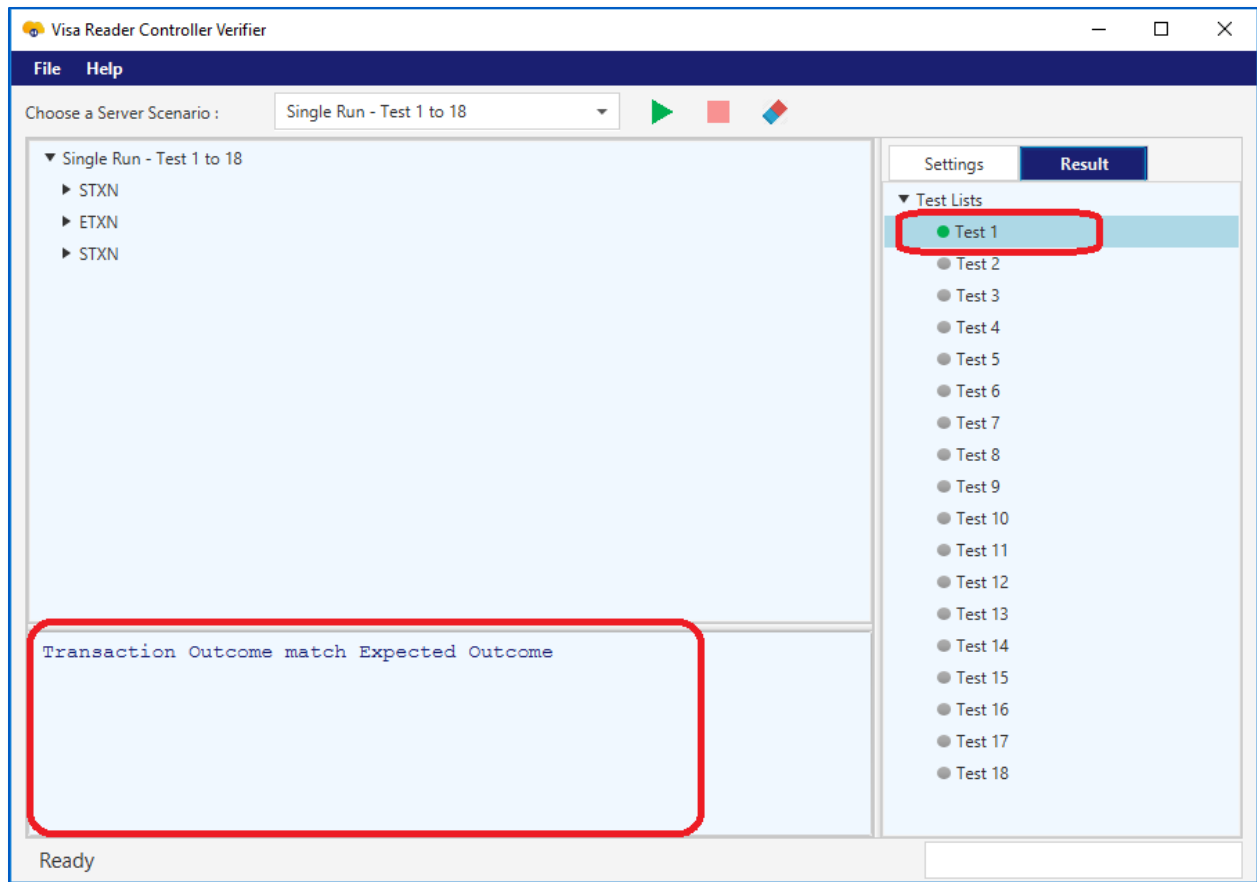 Visa Reader Controller Verifier
File Help
Choose a Server Scenario : Single Run - Test 1 to 18
Single Run - Test 1 to 18
STXN
ETXN
STXN
Transaction Outcome match Expected Outcome
Settings Result
Test Lists
Test 1
Test 2
Test 3
Test 4
Test 5
Test 6
Test 7
Test 8
Test 9
Test 10
Test 11
Test 12
Test 13
Test 14
Test 15
Test 16
Test 17
Test 18
Ready